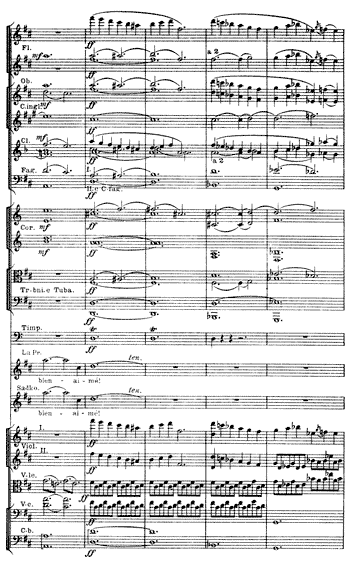 Fl.
mf
ff
a 2
Ob.
C.ingl.
mf
Cl.
mf
ff
a 2
Fag.
I.
II. e C-fag.
ff
Cor.
mf
mf
ff
Tr-bni. e Tuba.
ff
Timp.
ff
La Pr.
ten.
bien - ai - mé!
Sadko.
ten.
bien - ai - mé!
I.
Viol.
ff
II.
V-le.
ff
V-c.
C-b.
ff